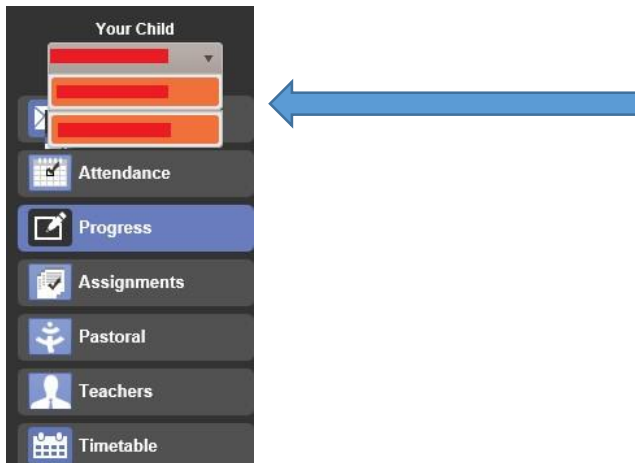 Your Child
Attendance
Progress
Assignments
Pastoral
Teachers
Timetable